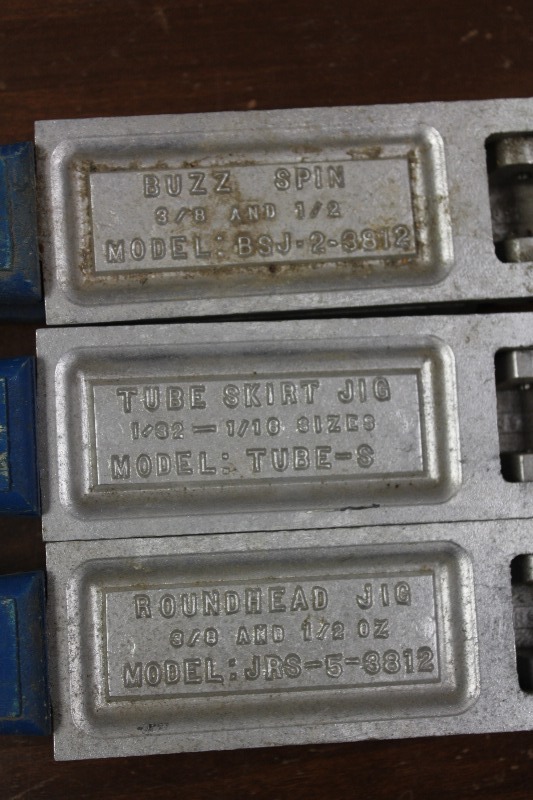 BUZZ SPIN
3/8 AND 1/2
MODEL: BSJ-2-3812
TUBE SKIRT JIG
1/32 — 1/16 SIZES
MODEL: TUBE-S
ROUNDHEAD JIG
3/8 AND 1/2 OZ
MODEL: JRS-5-3812